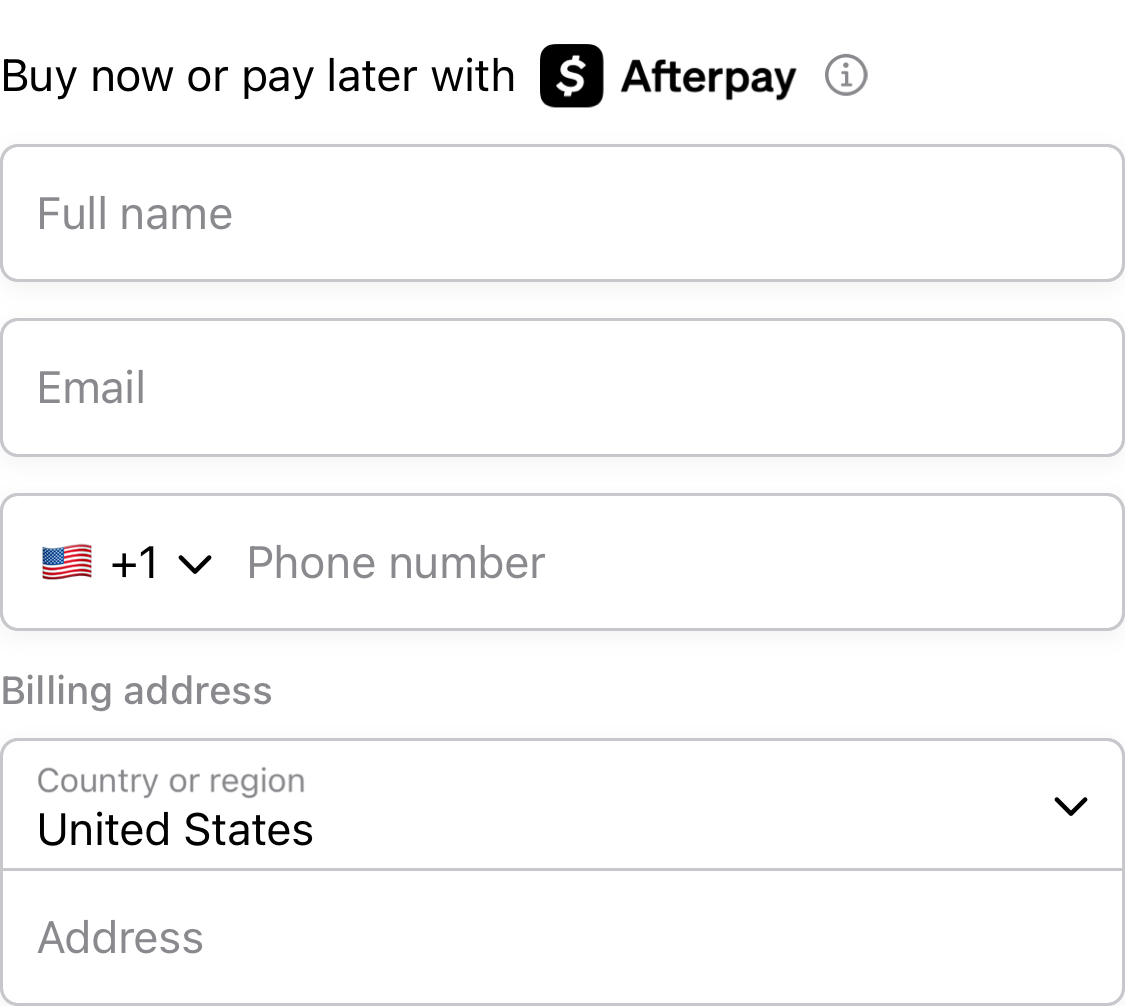 Buy now or pay later with $ Afterpay i
Full name
Email
+1 Phone number
Billing address
Country or region
United States
Address